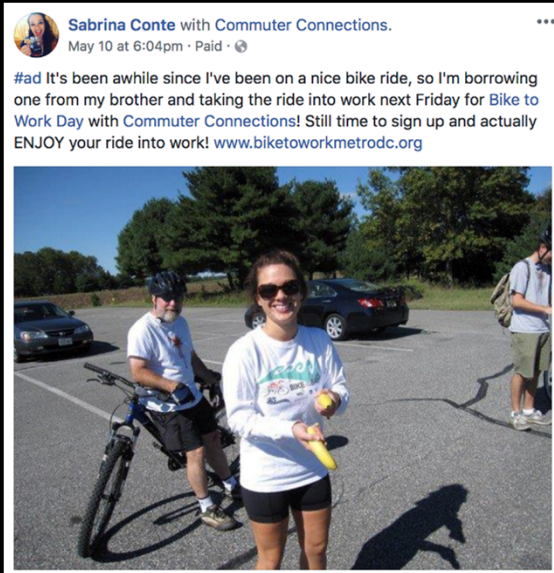 Sabrina Conte with Commuter Connections.
May 10 at 6:04pm · Paid ·
#ad It's been awhile since I've been on a nice bike ride, so I'm borrowing
one from my brother and taking the ride into work next Friday for Bike to
Work Day with Commuter Connections! Still time to sign up and actually
ENJOY your ride into work! www.biketoworkmetrodc.org
BIKE